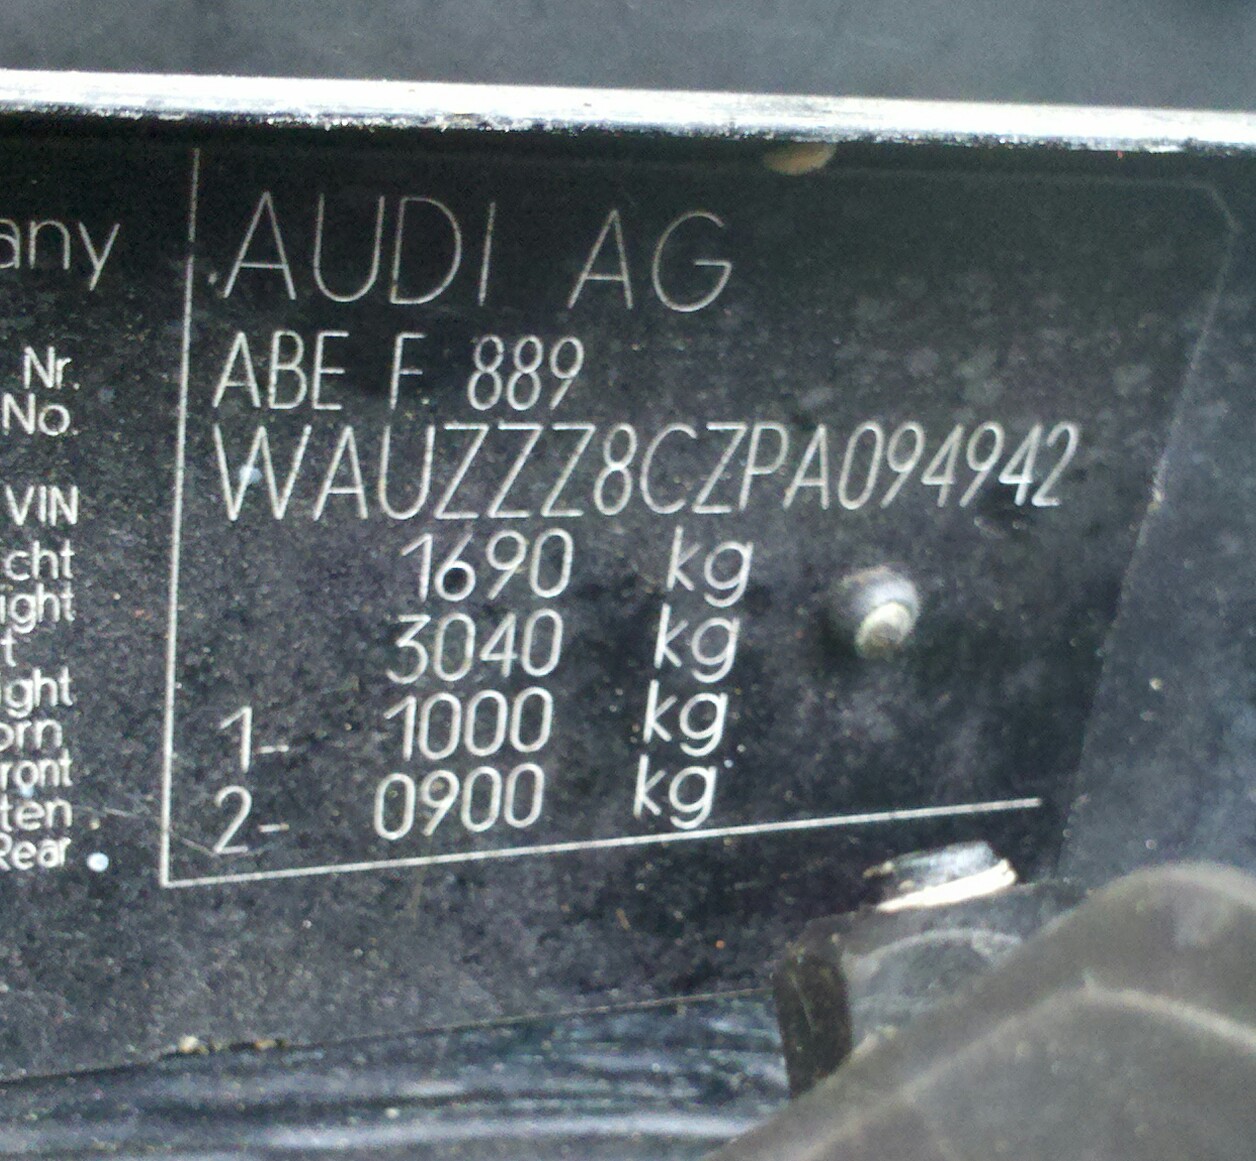 any
AUDI AG
Nr.
ABE F 889
No.
VIN
WAUZZZ8CZPA094942
cht
1690 kg
ight
t
3040 kg
ight
orn
1- 1000 kg
ront
ten
2- 0900 kg
Rear